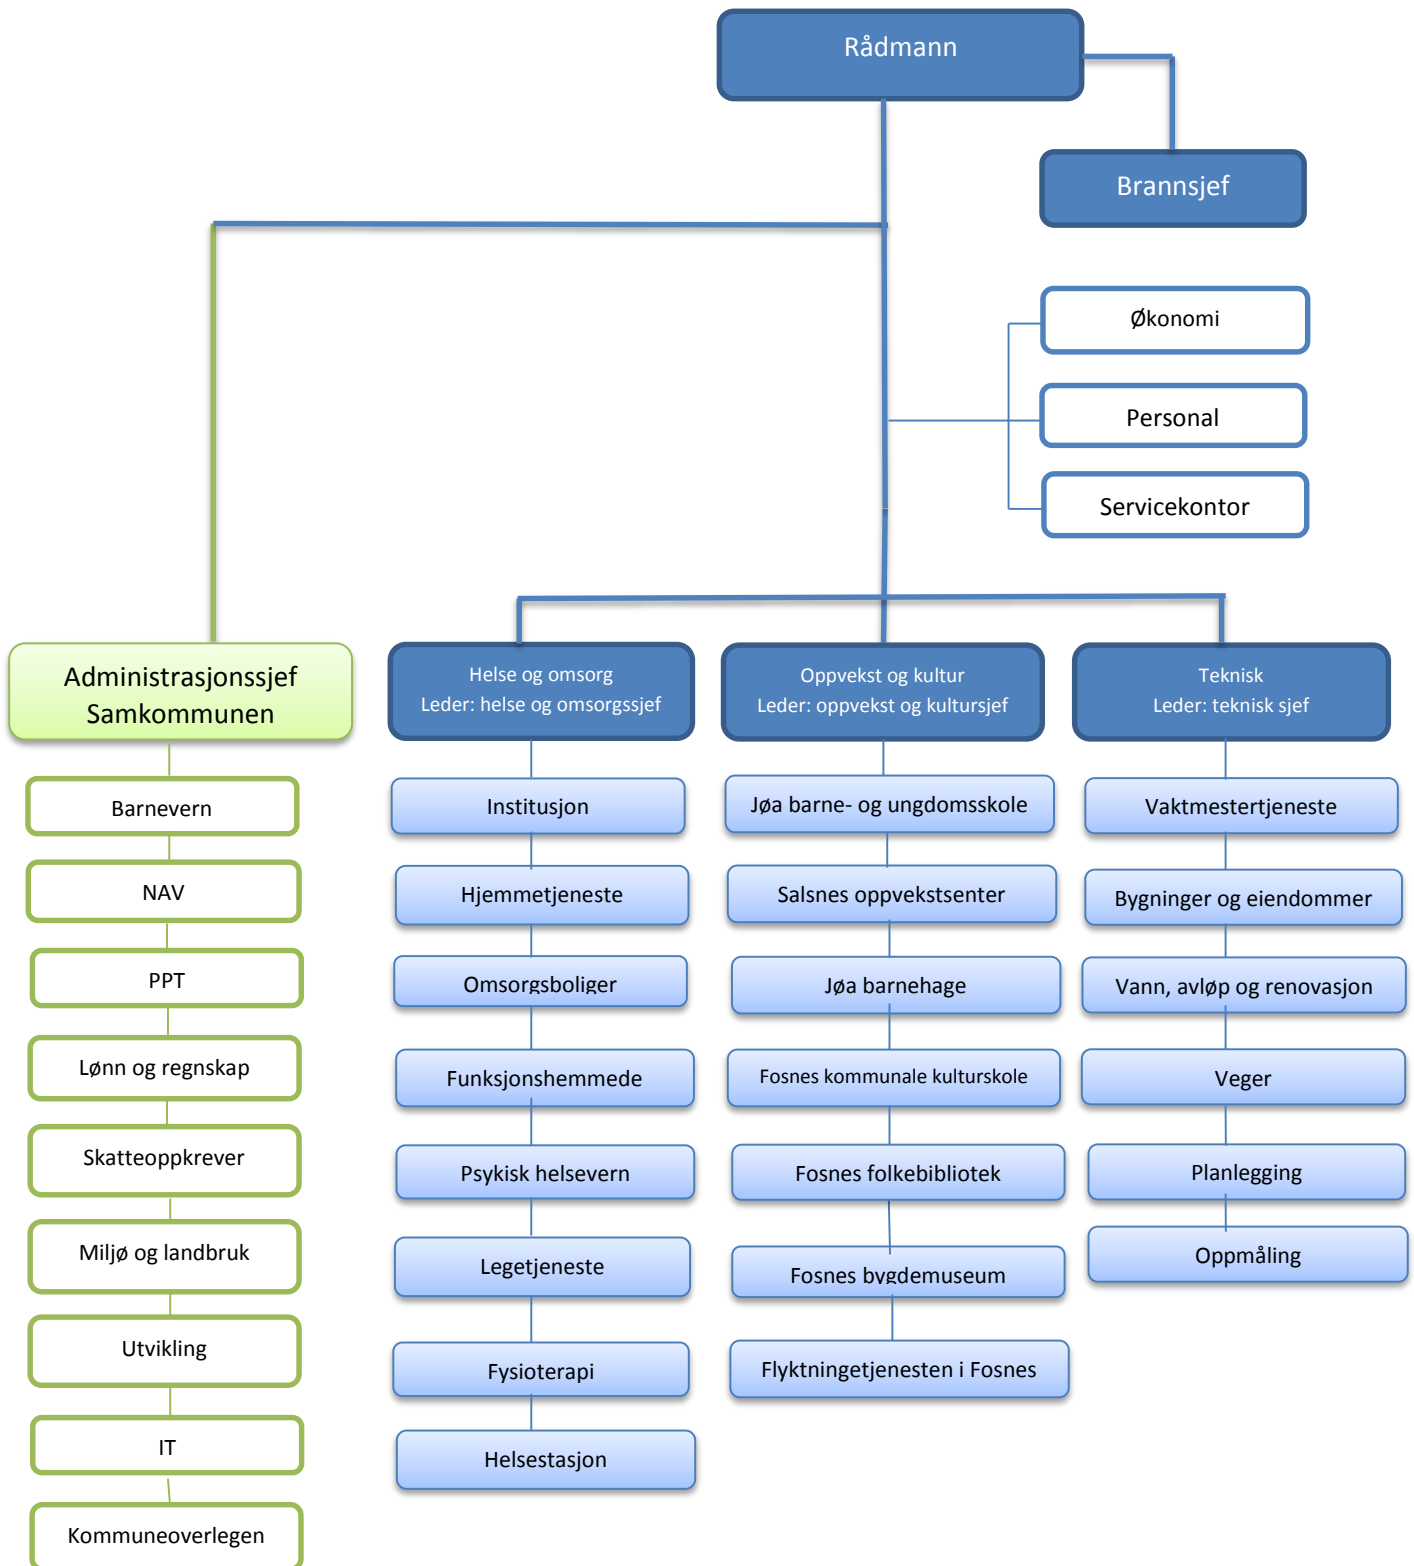 Rådmann
Brannsjef
Økonomi
Personal
Servicekontor
Administrasjonssjef
Samkommunen
Barnevern
NAV
PPT
Lønn og regnskap
Skatteoppkrever
Miljø og landbruk
Utvikling
IT
Kommuneoverlegen
Helse og omsorg
Leder: helse og omsorgssjef
Institusjon
Hjemmetjeneste
Omsorgsboliger
Funksjonshemmede
Psykisk helsevern
Legetjeneste
Fysioterapi
Helsestasjon
Oppvekst og kultur
Leder: oppvekst og kultursjef
Jøa barne- og ungdomsskole
Salsnes oppvekstsenter
Jøa barnehage
Fosnes kommunale kulturskole
Fosnes folkebibliotek
Fosnes bygdemuseum
Flyktningetjenesten i Fosnes
Teknisk
Leder: teknisk sjef
Vaktmestertjeneste
Bygninger og eiendommer
Vann, avløp og renovasjon
Veger
Planlegging
Oppmåling